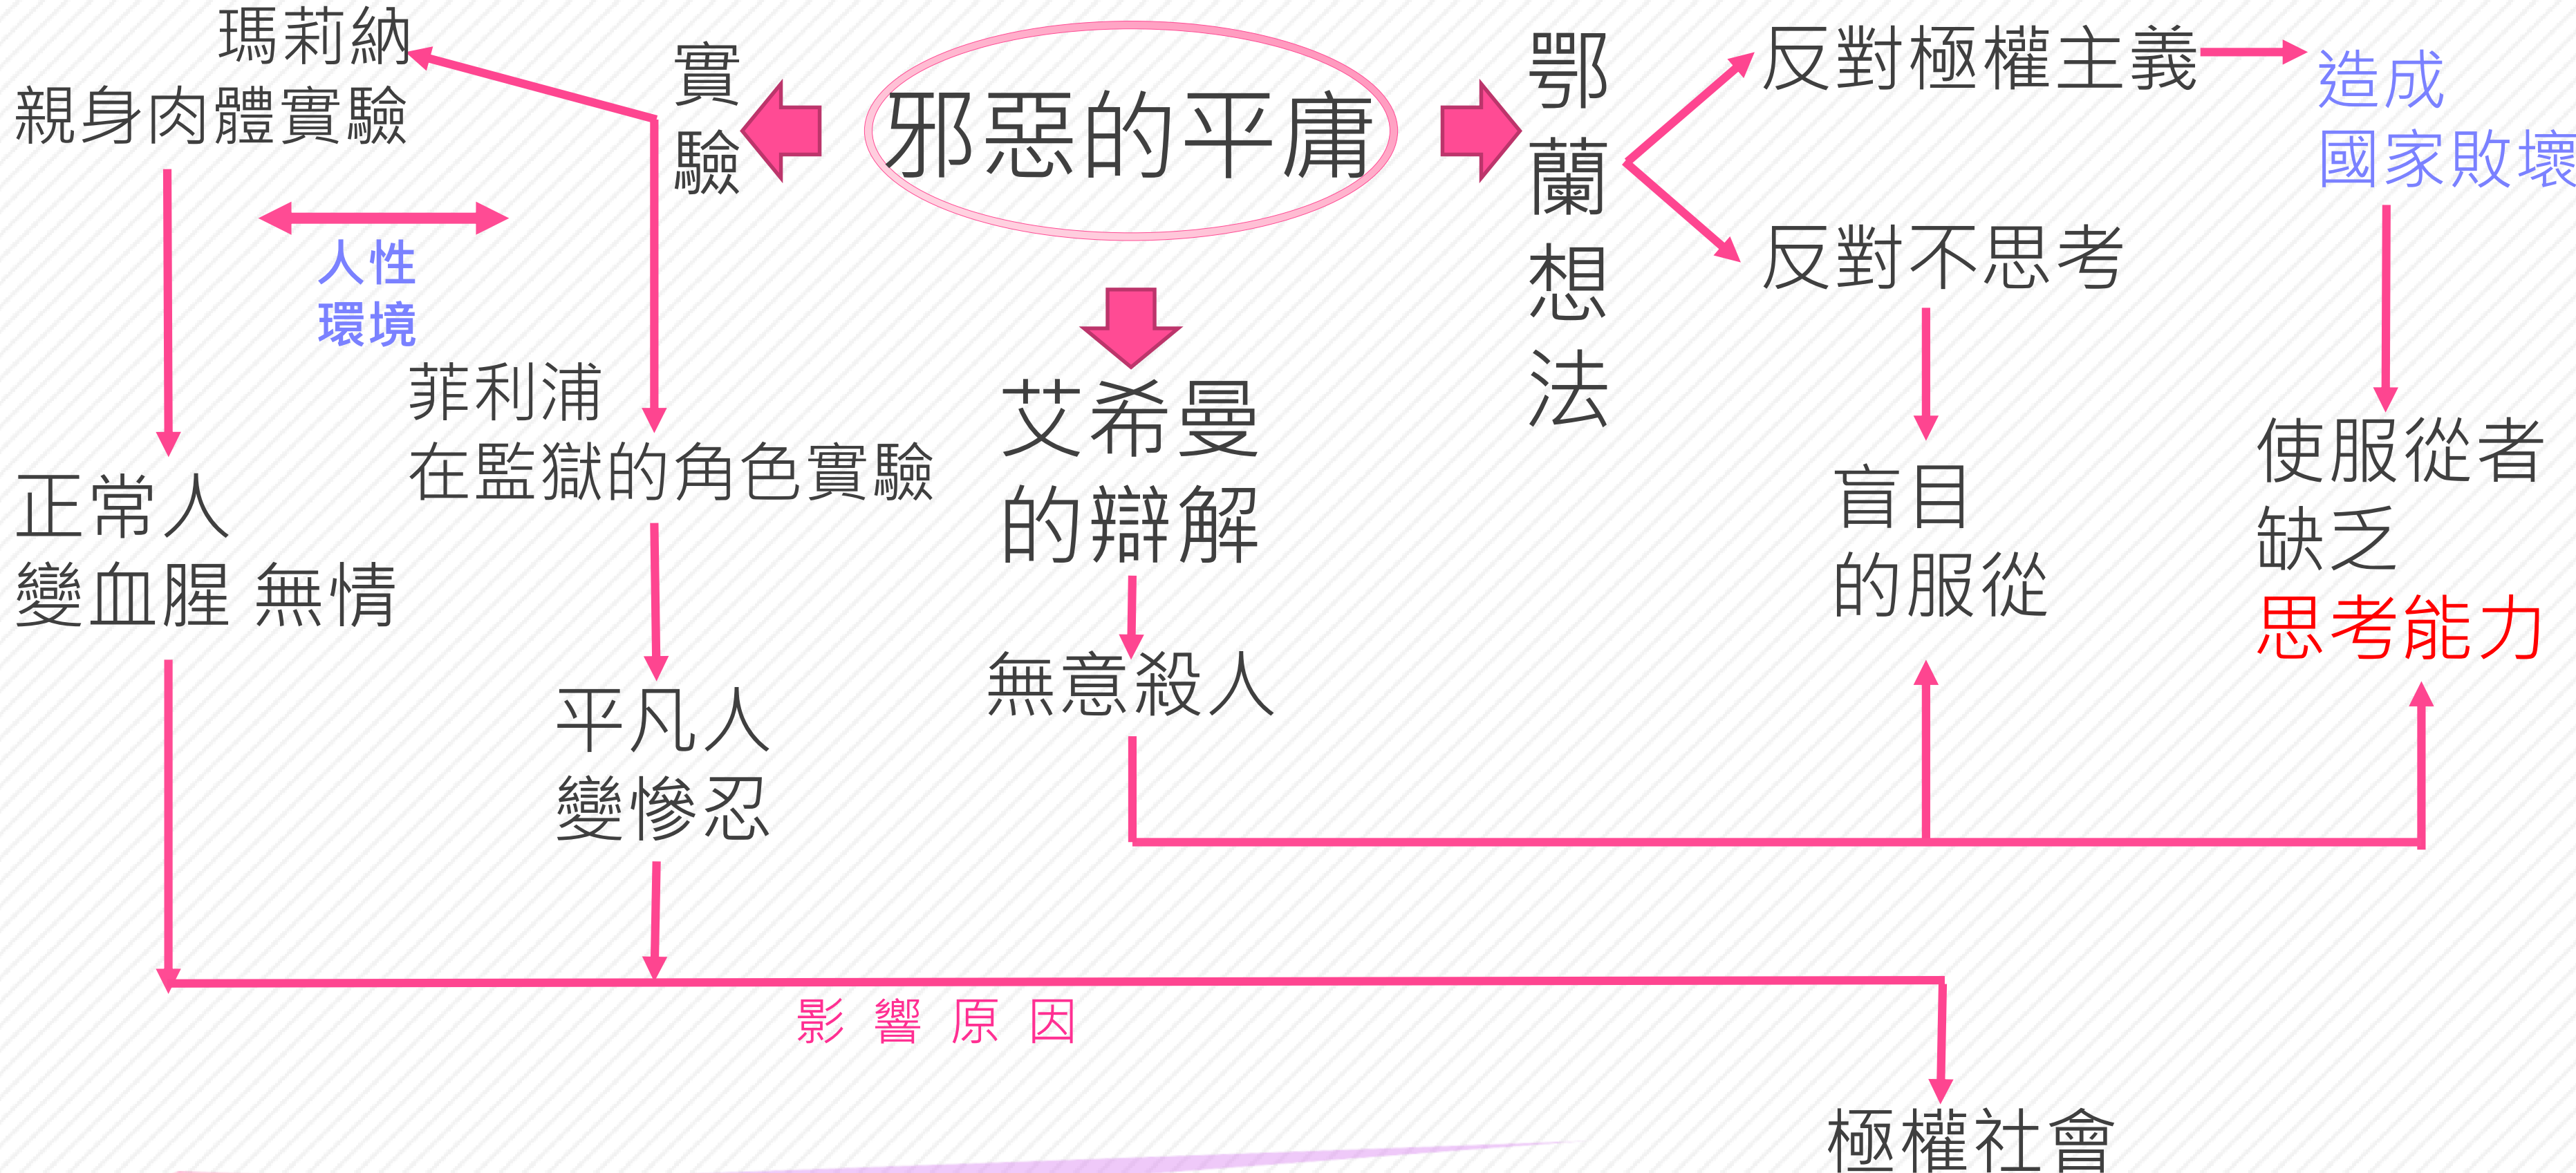 瑪莉納
親身肉體實驗
人性
環境
正常人
變血腥 無情
實
驗
菲利浦
在監獄的角色實驗
平凡人
變慘忍
邪惡的平庸
艾希曼
的辯解
無意殺人
鄂
蘭
想
法
反對極權主義
造成
國家敗壞
反對不思考
盲目
的服從
使服從者
缺乏
思考能力
影響原因
極權社會